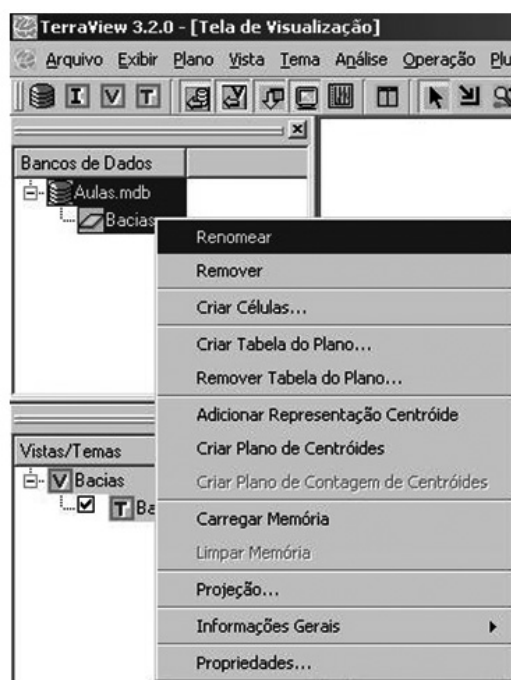 TerraView 3.2.0 - [Tela de Visualização]
Arquivo Exibir Plano Vista Tema Análise Operação Plu
I V T
Bancos de Dados
Aulas.mdb
Bacias
Renomear
Remover
Criar Células...
Criar Tabela do Plano...
Remover Tabela do Plano...
Adicionar Representação Centróide
Criar Plano de Centróides
Criar Plano de Contagem de Centróides
Carregar Memória
Limpar Memória
Projeção...
Informações Gerais
Propriedades...
Vistas/Temas
V Bacias
T Ba